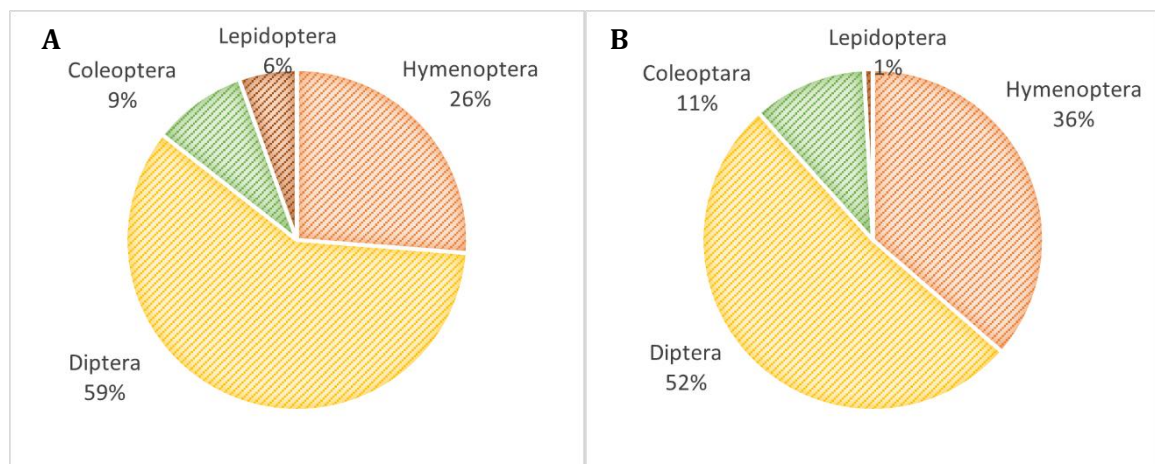 A
Lepidoptera
6%
Coleoptera
9%
Hymenoptera
26%
Diptera
59%
B
Lepidoptera
1%
Coleoptara
11%
Hymenoptera
36%
Diptera
52%